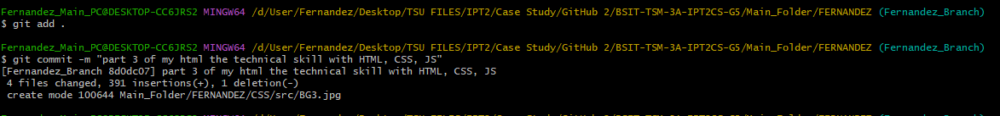 Fernandez_Main_PC@DESKTOP-CC6JRS2 MINGW64 /d/User/Fernandez/Desktop/TSU FILES/IPT2/Case Study/GitHub 2/BSIT-TSM-3A-IPT2CS-G5/Main_Folder/FERNANDEZ (Fernandez_Branch)
$ git add .
Fernandez_Main_PC@DESKTOP-CC6JRS2 MINGW64 /d/User/Fernandez/Desktop/TSU FILES/IPT2/Case Study/GitHub 2/BSIT-TSM-3A-IPT2CS-G5/Main_Folder/FERNANDEZ (Fernandez_Branch)
$ git commit -m "part 3 of my html the technical skill with HTML, CSS, JS"
[Fernandez_Branch 8d0dc07] part 3 of my html the technical skill with HTML, CSS, JS
 4 files changed, 391 insertions(+), 1 deletion(-)
 create mode 100644 Main_Folder/FERNANDEZ/CSS/src/BG3.jpg